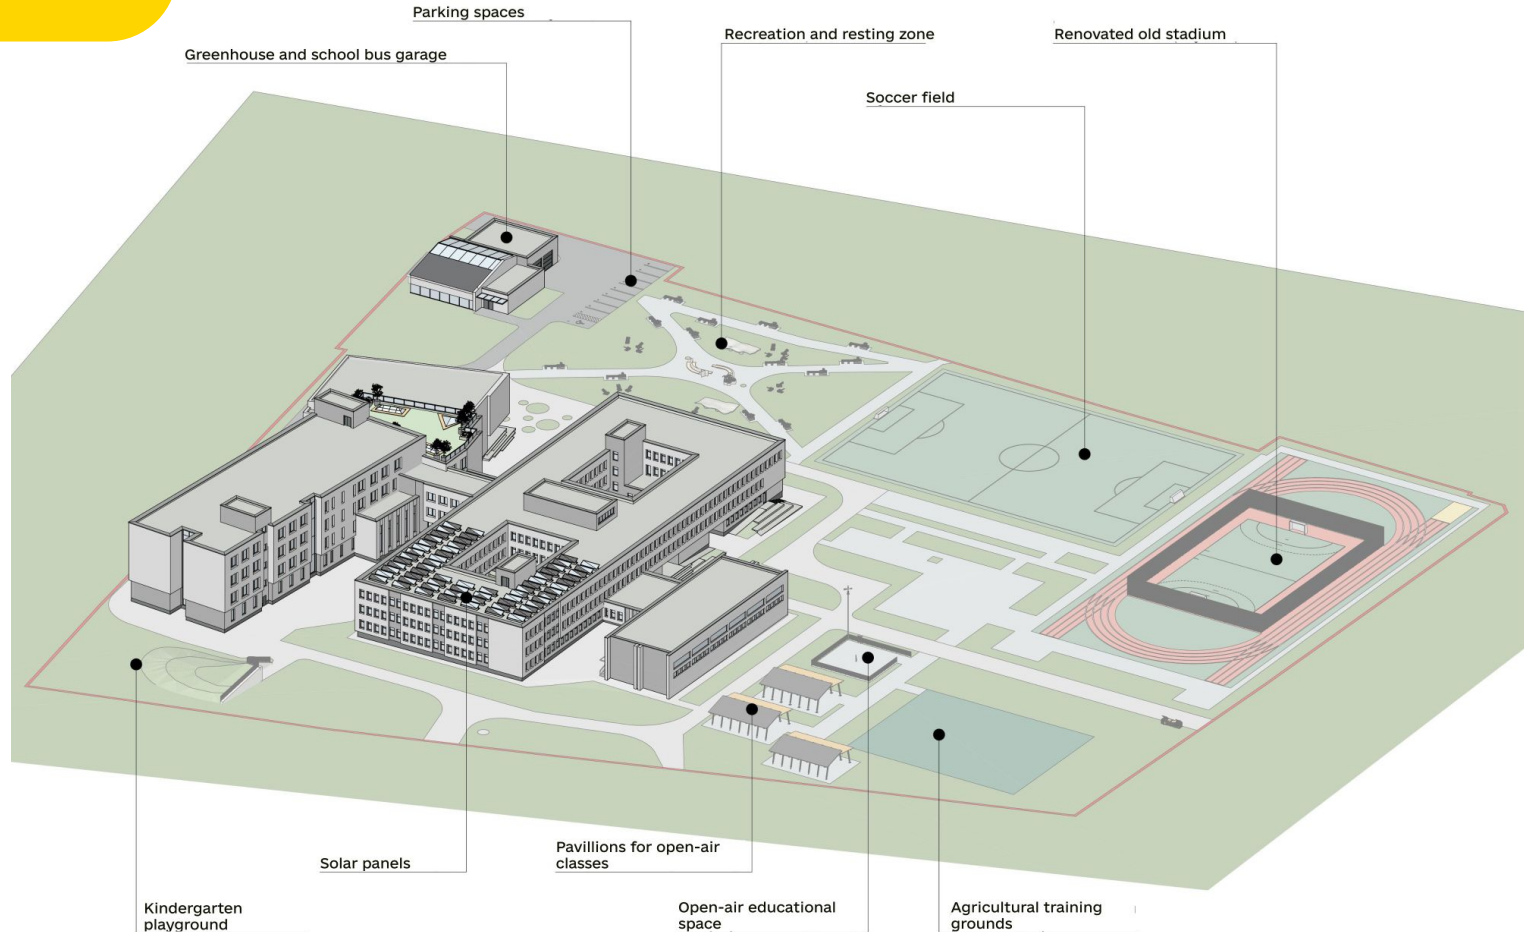 Parking spaces
Recreation and resting zone
Renovated old stadium
Greenhouse and school bus garage
Soccer field
Pavillions for open-air
classes
Solar panels
Kindergarten
playground
Open-air educational
space
Agricultural training
grounds